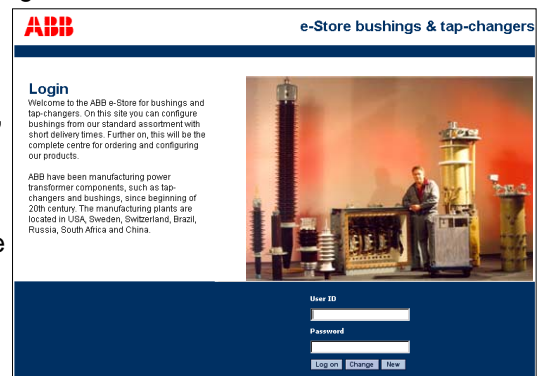 ABB
e-Store bushings & tap-changers
Login
Welcome to the ABB e-Store for bushings and
tap-changers. On this site you can configure
bushings from our standard assortment with
short delivery times. Further on, this will be the
complete centre for ordering and configuring
our products.
ABB have been manufacturing power
transformer components, such as tap-
changers and bushings, since beginning of
20th century. The manufacturing plants are
located in USA, Sweden, Switzerland, Brazil,
Russia, South Africa and China.
User ID
Password
Log on Change New